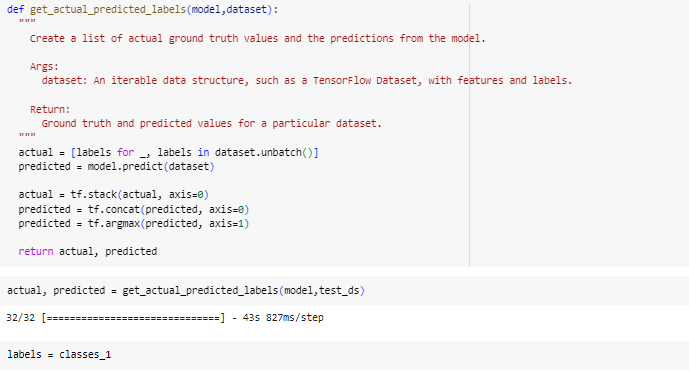 def get_actual_predicted_labels(model,dataset):
"""
Create a list of actual ground truth values and the predictions from the model.
Args:
dataset: An iterable data structure, such as a TensorFlow Dataset, with features and labels.
Return:
Ground truth and predicted values for a particular dataset.
"""
actual = [labels for _, labels in dataset.unbatch()]
predicted = model.predict(dataset)
actual = tf.stack(actual, axis=0)
predicted = tf.concat(predicted, axis=0)
predicted = tf.argmax(predicted, axis=1)
return actual, predicted
actual, predicted = get_actual_predicted_labels(model,test_ds)
32/32 [==============================] - 43s 827ms/step
labels = classes_1